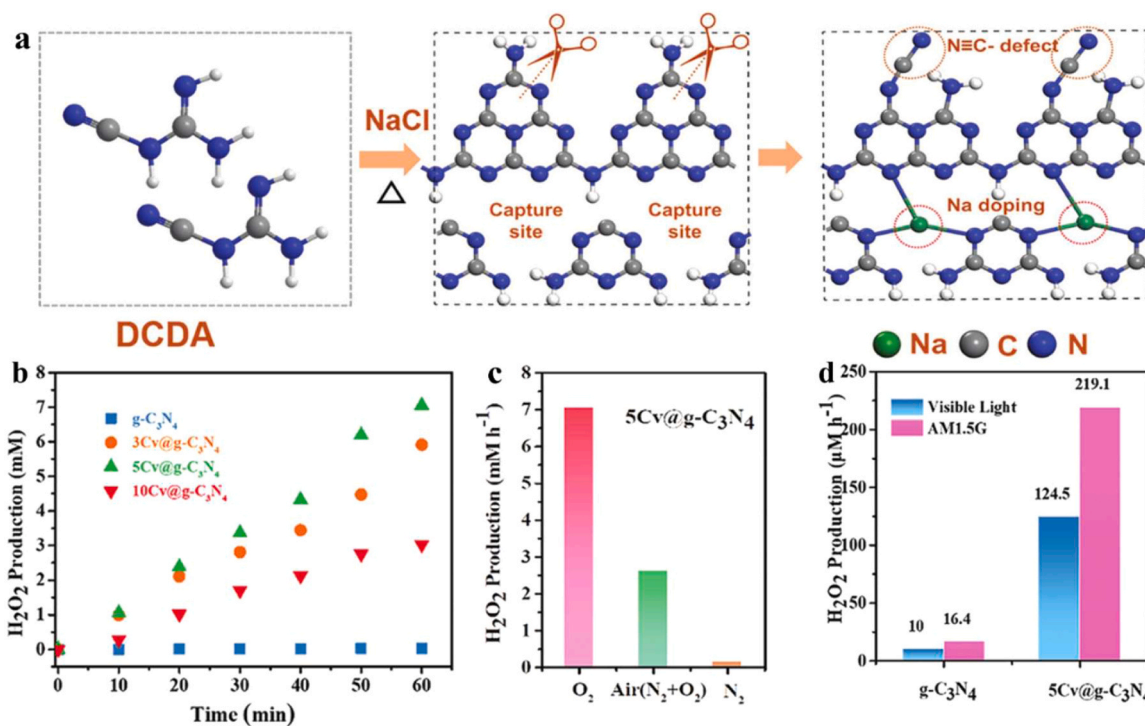 a
NaCl
Capture
site
Capture
site
N≡C- defect
Na doping
DCDA
Na C N
b
H₂O₂ Production (mM)
8
7
6
5
4
3
2
1
0
g-C₃N₄
3Cv@g-C₃N₄
5Cv@g-C₃N₄
10Cv@g-C₃N₄
0 10 20 30 40 50 60
Time (min)
c
H₂O₂ Production (mM h⁻¹)
8
7
6
5
4
3
2
1
0
5Cv@g-C₃N₄
O₂ Air(N₂+O₂) N₂
d
H₂O₂ Production (μM h⁻¹)
250
200
150
100
50
0
Visible Light
AM1.5G
10
16.4
124.5
219.1
g-C₃N₄ 5Cv@g-C₃N₄